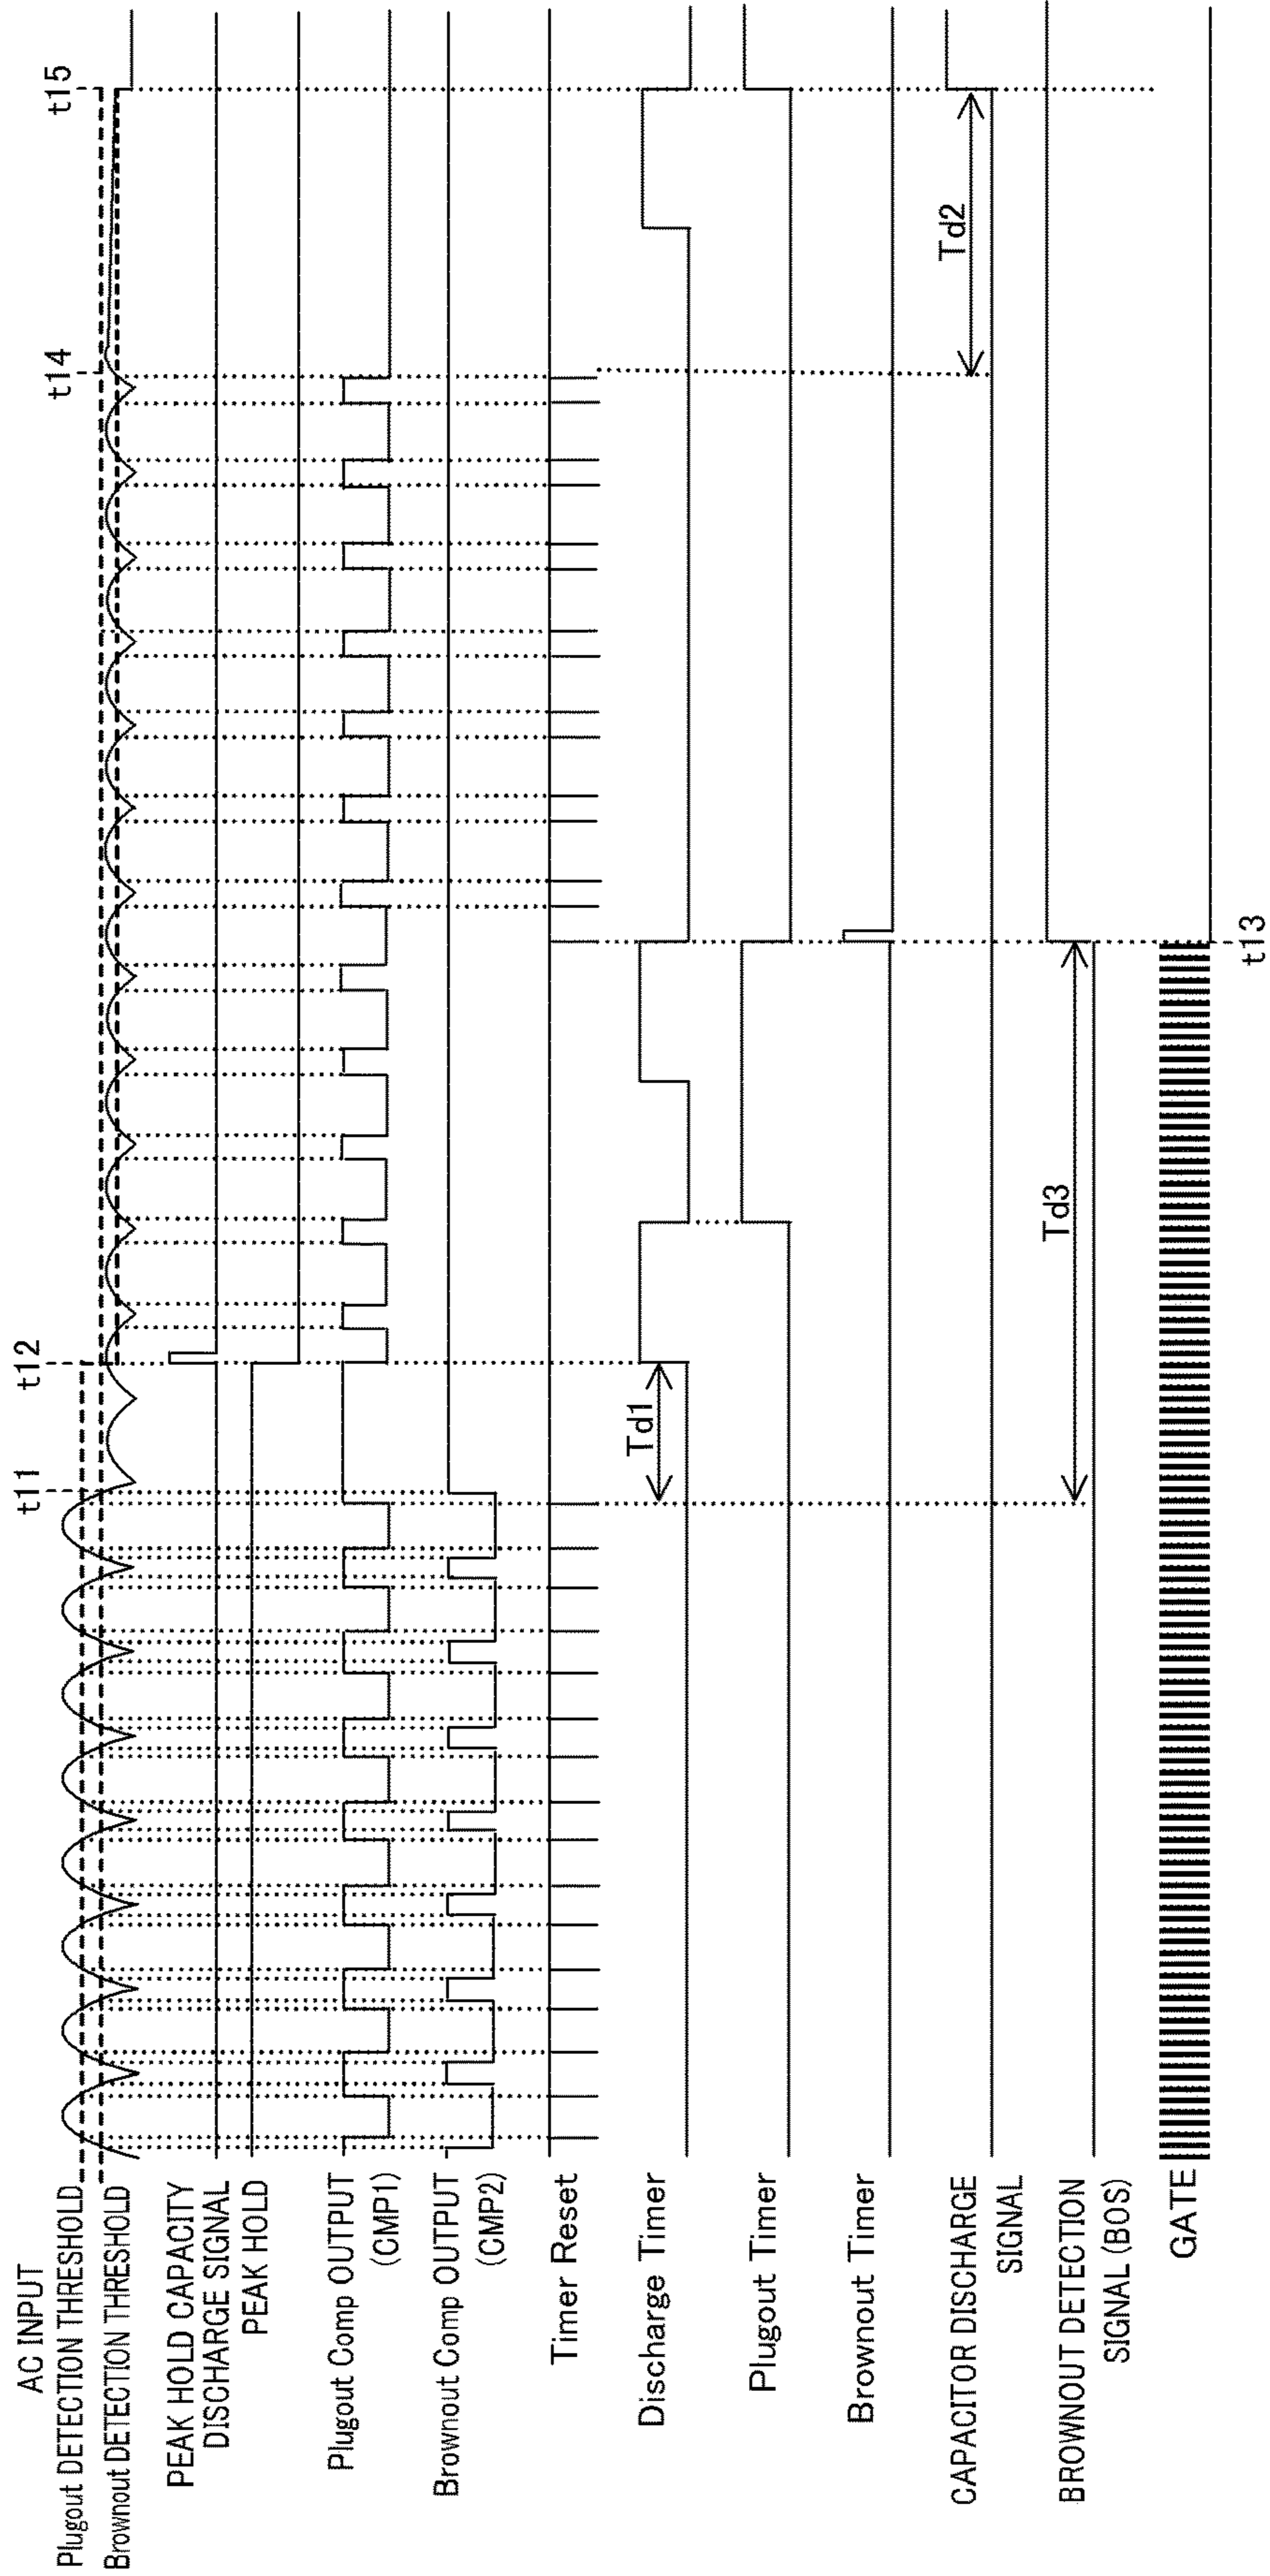 AC INPUT
Plugout DETECTION THRESHOLD
Brownout DETECTION THRESHOLD
PEAK HOLD CAPACITY
DISCHARGE SIGNAL
PEAK HOLD
Plugout Comp OUTPUT
(CMP1)
Brownout Comp OUTPUT
(CMP2)
Timer Reset
Discharge Timer
Plugout Timer
Brownout Timer
CAPACITOR DISCHARGE
SIGNAL
BROWNOUT DETECTION
SIGNAL (BOS)
GATE
t11
t12
t14
t15
Td1
Td2
Td3
t13